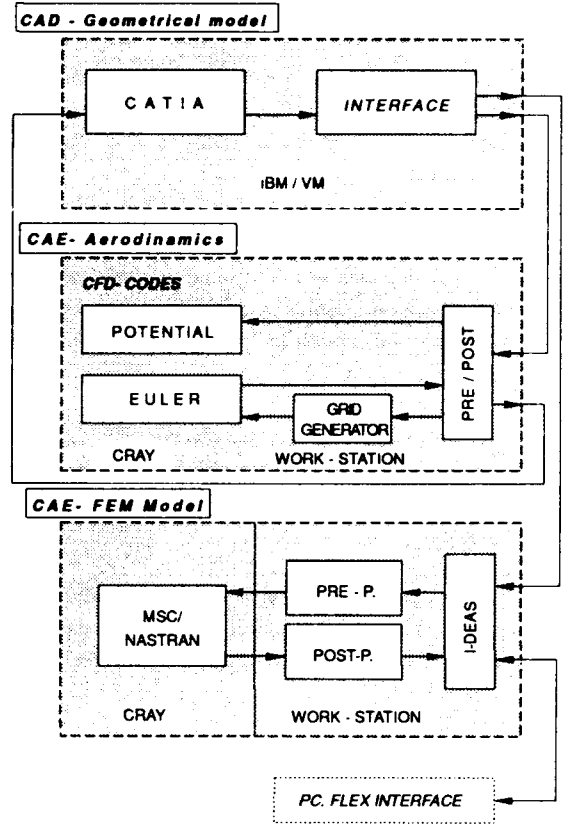 CAD - Geometrical model
CATIA
INTERFACE
IBM / VM
CAE- Aerodinamics
CFD- CODES
POTENTIAL
EULER
GRID
GENERATOR
PRE / POST
CRAY
WORK - STATION
CAE- FEM Model
MSC/
NASTRAN
PRE - P.
POST-P.
I-DEAS
CRAY
WORK - STATION
PC. FLEX INTERFACE